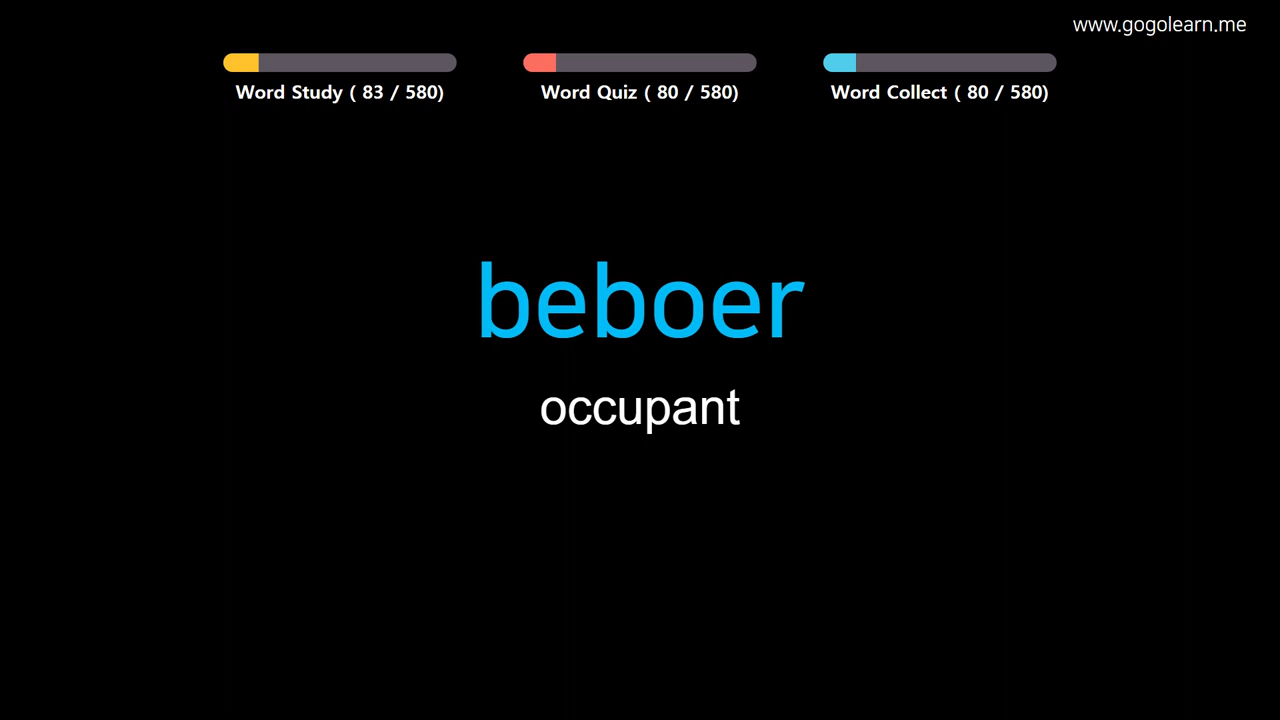 www.gogolearn.me
Word Study ( 83 / 580)
Word Quiz ( 80 / 580)
Word Collect ( 80 / 580)
beboer
occupant